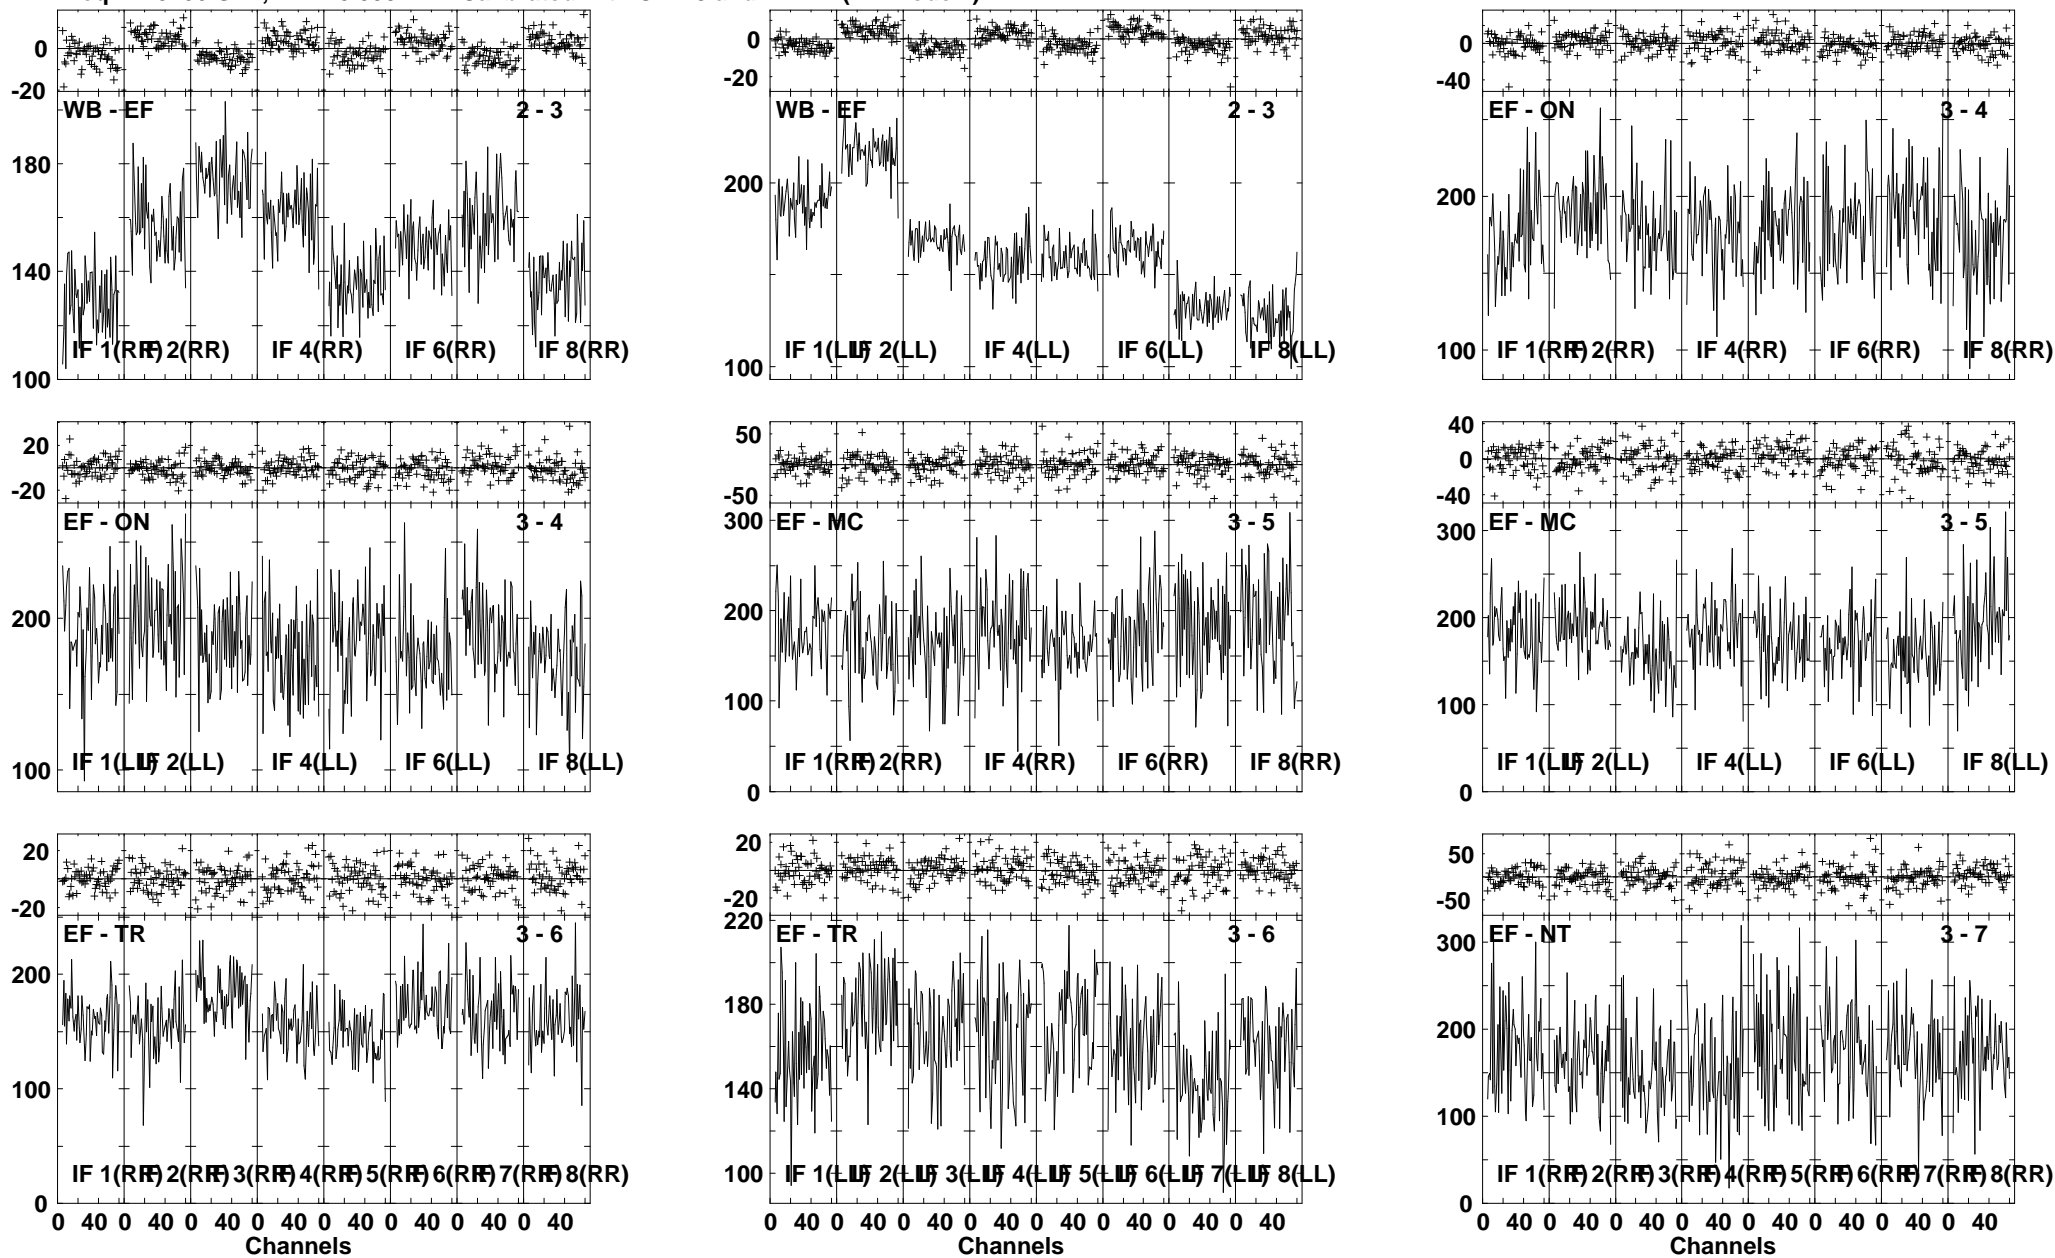 0
-20
WB - EF 2 - 3
180
140
100
IF 1(RR) IF 2(RR) IF 4(RR) IF 6(RR) IF 8(RR)
0
-20
WB - EF 2 - 3
200
100
IF 1(LL) IF 2(LL) IF 4(LL) IF 6(LL) IF 8(LL)
0
-40
EF - ON 3 - 4
200
100
IF 1(RR) IF 2(RR) IF 4(RR) IF 6(RR) IF 8(RR)
20
-20
EF - ON 3 - 4
200
100
IF 1(LL) IF 2(LL) IF 4(LL) IF 6(LL) IF 8(LL)
50
-50
EF - MC 3 - 5
300
200
100
0
IF 1(RR) IF 2(RR) IF 4(RR) IF 6(RR) IF 8(RR)
40
0
-40
EF - MC 3 - 5
300
200
100
0
IF 1(LL) IF 2(LL) IF 4(LL) IF 6(LL) IF 8(LL)
20
-20
EF - TR 3 - 6
200
100
0
IF 1(RR) IF 2(RR) IF 3(RR) IF 4(RR) IF 5(RR) IF 6(RR) IF 7(RR) IF 8(RR)
0 40 0 40 0 40 0 40 0 40 0 40 0 40 0 40
Channels
20
-20
EF - TR 3 - 6
220
180
140
100
IF 1(LL) IF 2(LL) IF 3(LL) IF 4(LL) IF 5(LL) IF 6(LL) IF 7(LL) IF 8(LL)
0 40 0 40 0 40 0 40 0 40 0 40 0 40 0 40
Channels
50
-50
EF - NT 3 - 7
300
200
100
0
IF 1(RR) IF 2(RR) IF 3(RR) IF 4(RR) IF 5(RR) IF 6(RR) IF 7(RR) IF 8(RR)
0 40 0 40 0 40 0 40 0 40 0 40 0 40 0 40
Channels